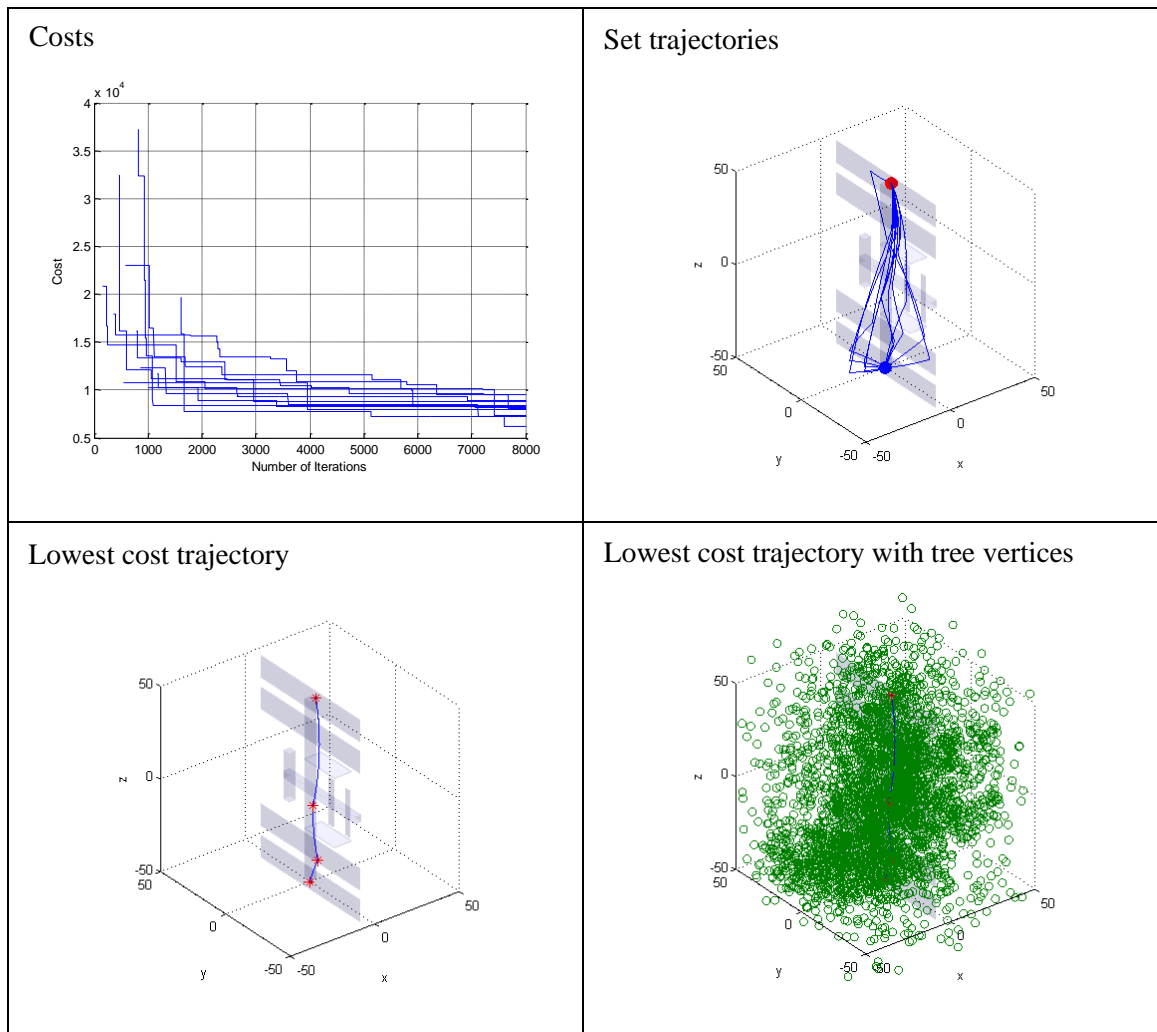 Costs
x 10^4
4
3.5
3
2.5
2
1.5
1
0.5
Cost
0 1000 2000 3000 4000 5000 6000 7000 8000
Number of Iterations
Set trajectories
50
0
-50
z
50
0
-50
y
-50
0
50
x
Lowest cost trajectory
50
0
-50
z
50
0
-50
y
-50
0
50
x
Lowest cost trajectory with tree vertices
50
0
-50
z
50
0
-50
y
-50
0
50
x